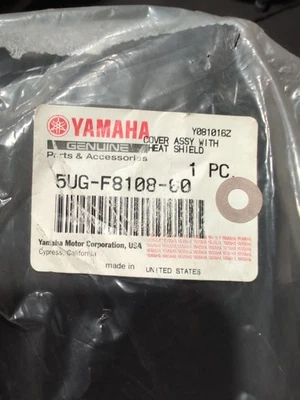 YAMAHA
Y081016Z
GENUINE
COVER ASSY WITH
HEAT SHIELD
Parts & Accessories
1 PC.
5UG-F8108-00
Yamaha Motor Corporation, USA
Cypress, California
made in UNITED STATES